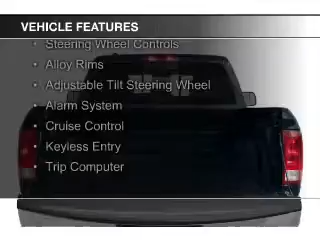 VEHICLE FEATURES
• Steering Wheel Controls
• Alloy Rims
• Adjustable Tilt Steering Wheel
• Alarm System
• Cruise Control
• Keyless Entry
Trip Computer